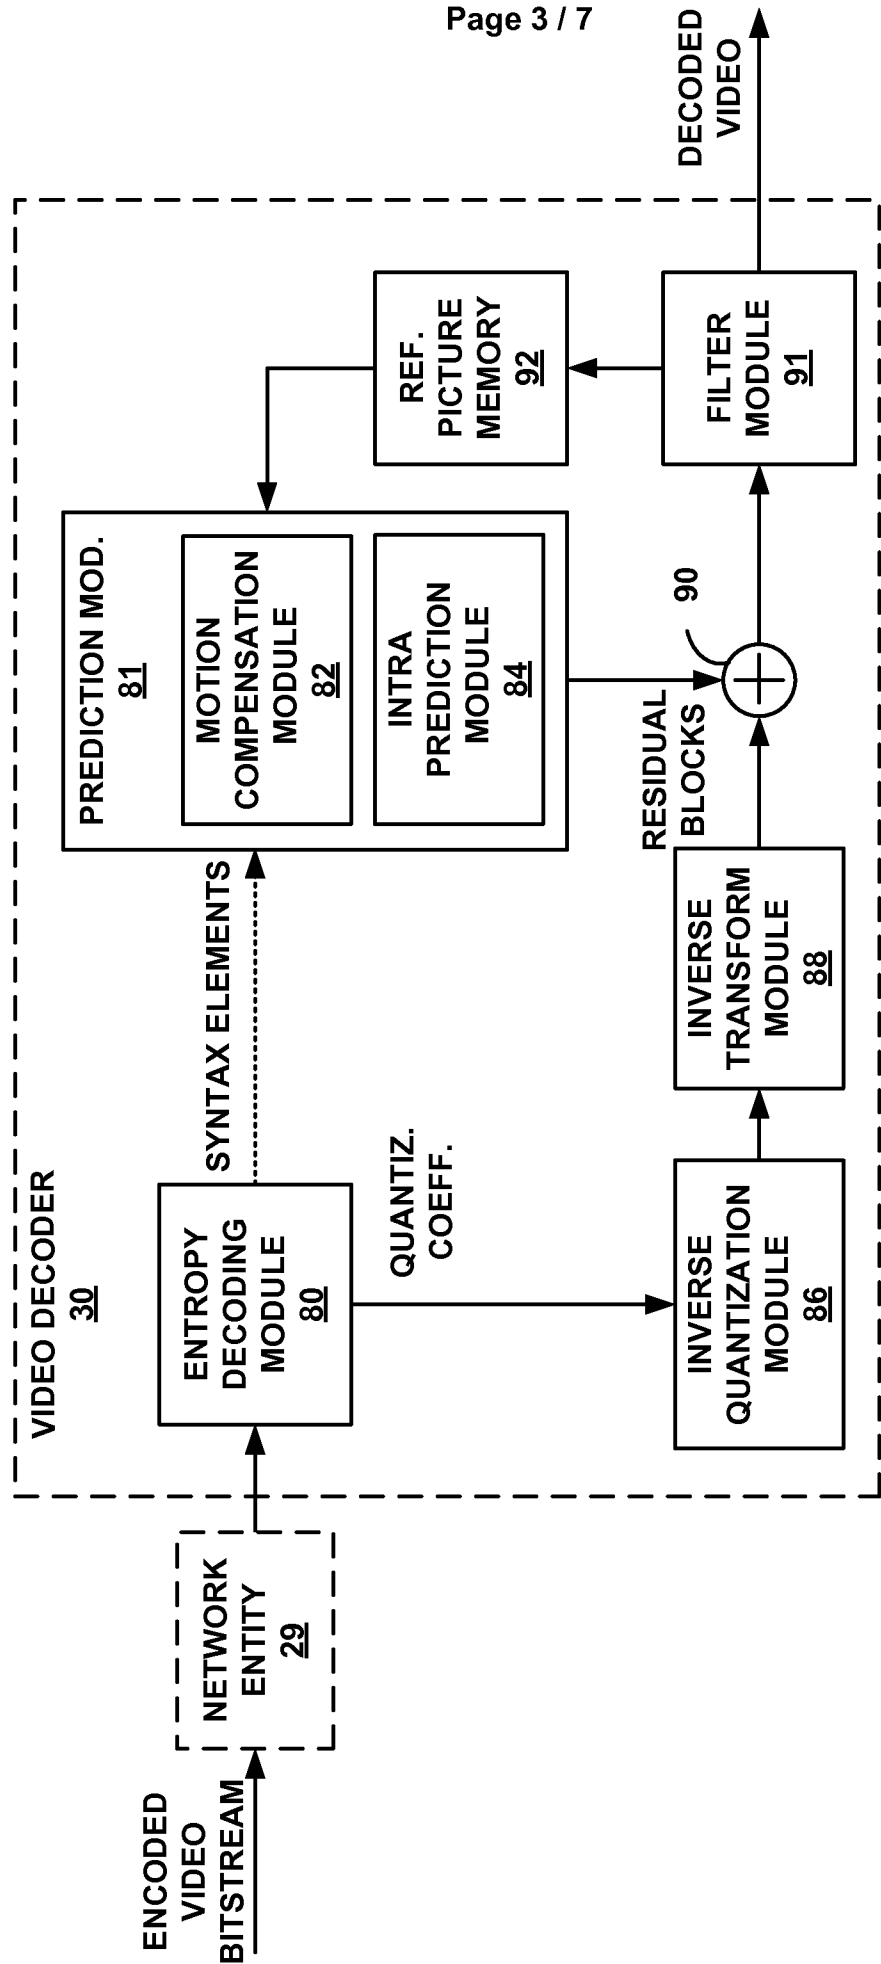 Page 3 / 7
ENCODED
VIDEO
BITSTREAM
NETWORK
ENTITY
29
VIDEO DECODER
30
ENTROPY
DECODING
MODULE
80
SYNTAX ELEMENTS
QUANTIZ.
COEFF.
PREDICTION MOD.
81
MOTION
COMPENSATION
MODULE
82
INTRA
PREDICTION
MODULE
84
INVERSE
QUANTIZATION
MODULE
86
INVERSE
TRANSFORM
MODULE
88
RESIDUAL
BLOCKS
90
REF.
PICTURE
MEMORY
92
FILTER
MODULE
91
DECODED
VIDEO